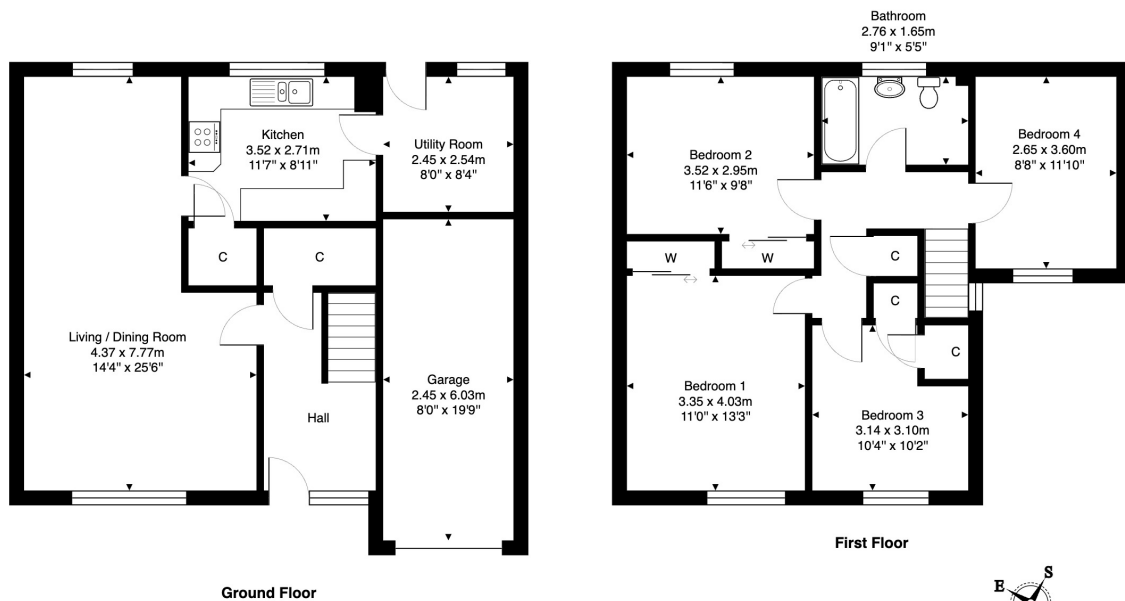 Bathroom
2.76 x 1.65m
9'1" x 5'5"
Kitchen
3.52 x 2.71m
11'7" x 8'11"
Utility Room
2.45 x 2.54m
8'0" x 8'4"
Bedroom 2
3.52 x 2.95m
11'6" x 9'8"
Bedroom 4
2.65 x 3.60m
8'8" x 11'10"
C
C
W
W
C
C
C
Living / Dining Room
4.37 x 7.77m
14'4" x 25'6"
Garage
2.45 x 6.03m
8'0" x 19'9"
Hall
Bedroom 1
3.35 x 4.03m
11'0" x 13'3"
Bedroom 3
3.14 x 3.10m
10'4" x 10'2"
First Floor
Ground Floor
E
S